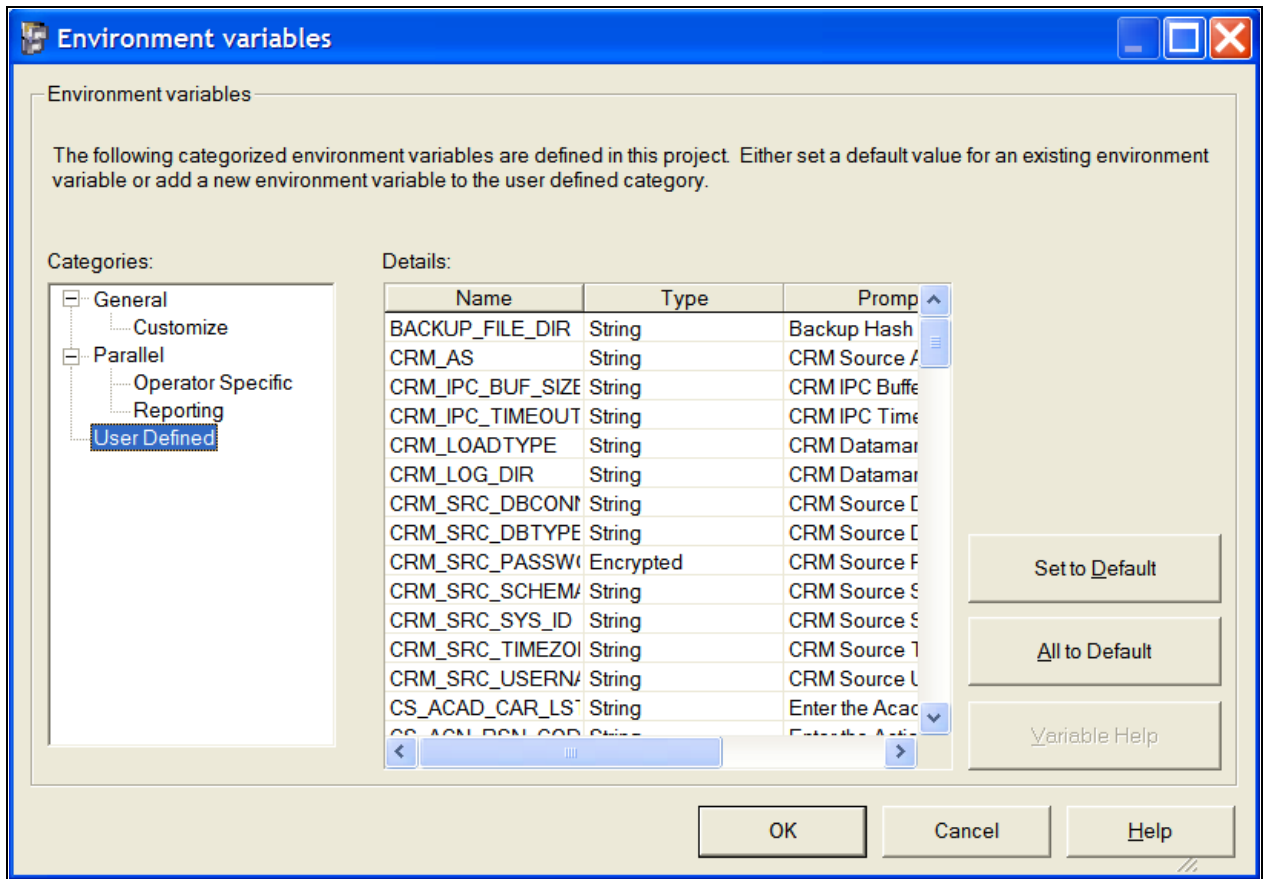 Environment variables
Environment variables
The following categorized environment variables are defined in this project. Either set a default value for an existing environment
variable or add a new environment variable to the user defined category.
Categories:
General
Customize
Parallel
Operator Specific
Reporting
User Defined
Details:
Name Type Promp
BACKUP_FILE_DIR String Backup Hash
CRM_AS String CRM Source
CRM_IPC_BUF_SIZE String CRM IPC Buffe
CRM_IPC_TIMEOUT String CRM IPC Time
CRM_LOADTYPE String CRM Datamar
CRM_LOG_DIR String CRM Datamar
CRM_SRC_DBCONN String CRM Source
CRM_SRC_DBTYPE String CRM Source
CRM_SRC_PASSW Encrypted CRM Source
CRM_SRC_SCHEMA String CRM Source S
CRM_SRC_SYS_ID String CRM Source S
CRM_SRC_TIMEZO String CRM Source T
CRM_SRC_USERNA String CRM Source U
CS_ACAD_CAR_LST String Enter the Acad
CS_ACN_RSN_COD String Enter the Actio
Set to Default
All to Default
Variable Help
OK Cancel Help